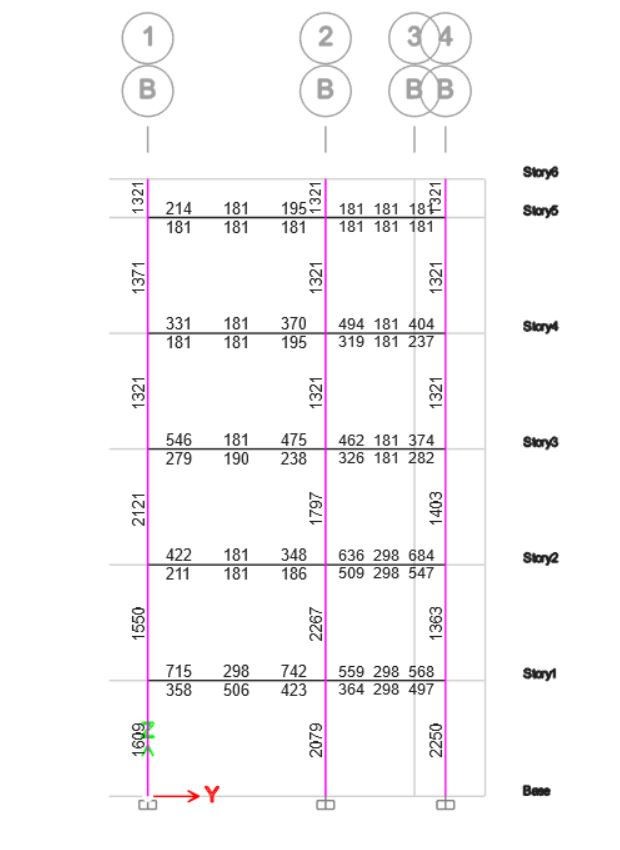 1 2 3 4
B B B B
Story6
1321 1321 1321
214 181 195 181 181 181
Story5
181 181 181 181 181 181
1371 1321 1321
331 181 370 494 181 404
Story4
181 181 195 319 181 237
1321 1321 1321
546 181 475 462 181 374
Story3
279 190 238 326 181 282
2121 1797 1403
422 181 348 636 298 684
Story2
211 181 186 509 298 547
1550 2267 1363
715 298 742 559 298 568
Story1
358 506 423 364 298 497
1609 2079 2250
Z
Y
Base